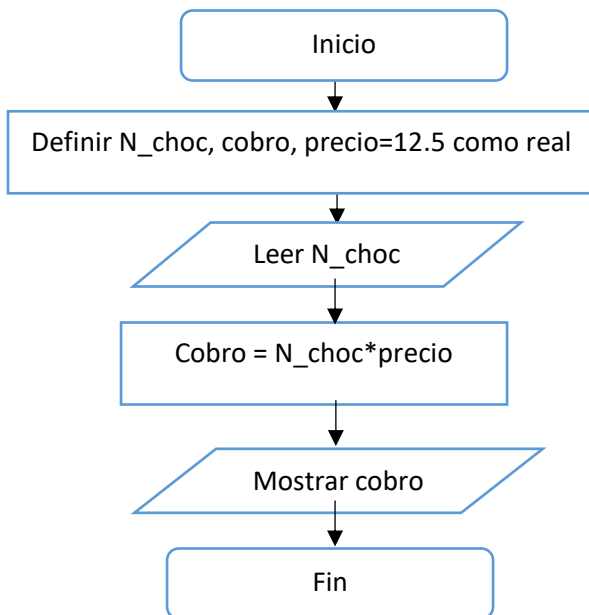 Inicio
Definir N_choc, cobro, precio=12.5 como real
Leer N_choc
Cobro = N_choc*precio
Mostrar cobro
Fin